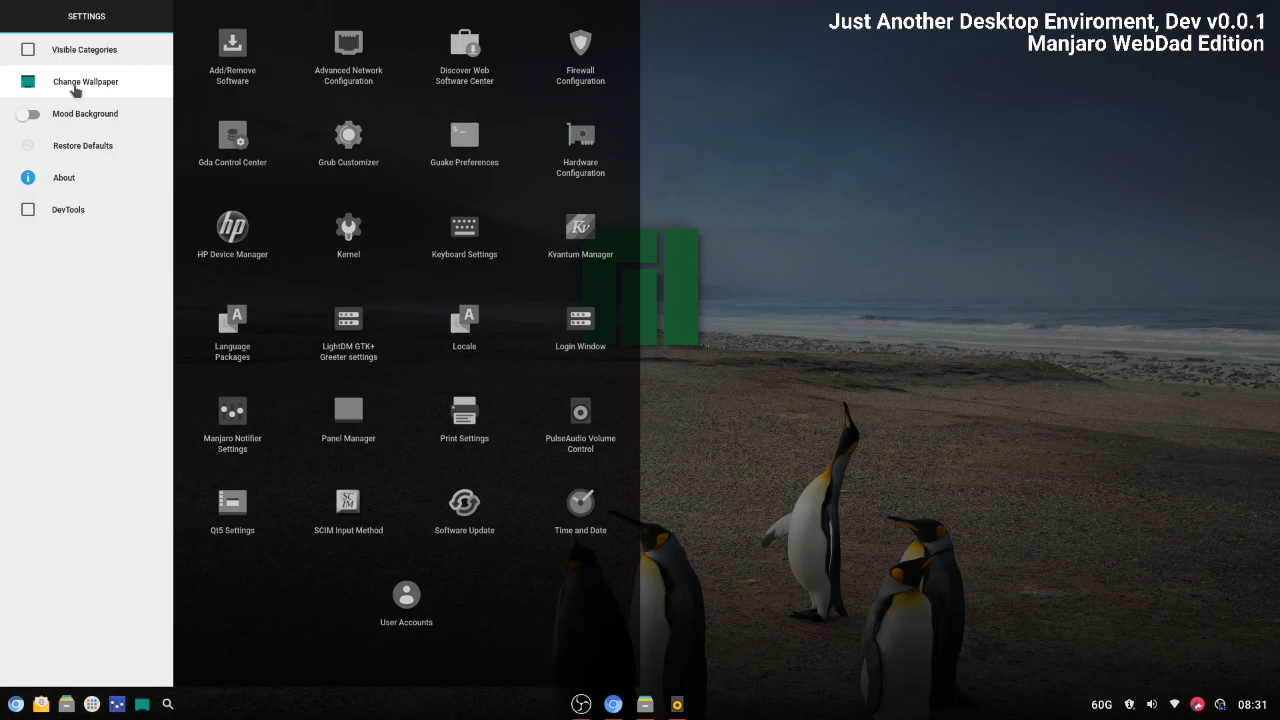 SETTINGS
Visible Categories
Change Wallpaper
Mood Background
Restore Defaults
About
DevTools
Add/Remove
Software
Advanced Network
Configuration
Discover Web
Software Center
Firewall
Configuration
Gda Control Center
Grub Customizer
Guake Preferences
Hardware
Configuration
HP Device Manager
Kernel
Keyboard Settings
Kvantum Manager
Language
Packages
LightDM GTK+
Greeter settings
Locale
Login Window
Manjaro Notifier
Settings
Panel Manager
Print Settings
PulseAudio Volume
Control
Qt5 Settings
SCIM Input Method
Software Update
Time and Date
User Accounts
Just Another Desktop Enviroment, Dev v0.0.1
Manjaro WebDad Edition
hp
Kv
A
A
SC
IM
08:31